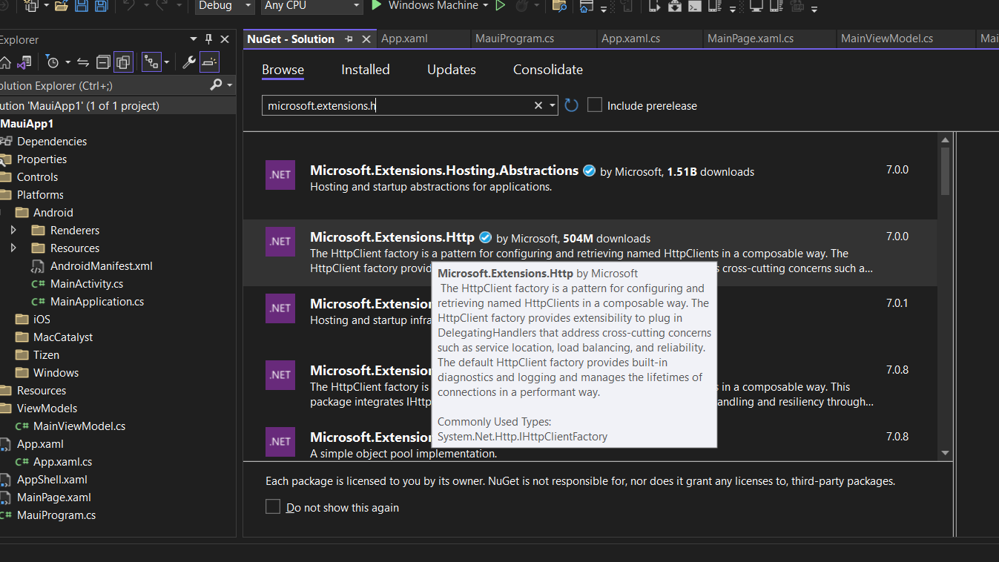 Debug
Any CPU
Windows Machine
Explorer
NuGet - Solution
App.xaml
MauiProgram.cs
App.xaml.cs
MainPage.xaml.cs
MainViewModel.cs
Mai
Browse
Installed
Updates
Consolidate
olution Explorer (Ctrl+;)
ution 'MauiApp1' (1 of 1 project)
MauiApp1
Dependencies
Properties
Controls
Platforms
Android
Renderers
Resources
AndroidManifest.xml
C# MainActivity.cs
C# MainApplication.cs
iOS
MacCatalyst
Tizen
Windows
Resources
ViewModels
C# MainViewModel.cs
App.xaml
C# App.xaml.cs
AppShell.xaml
MainPage.xaml
C# MauiProgram.cs
microsoft.extensions.h
Include prerelease
.NET
Microsoft.Extensions.Hosting.Abstractions by Microsoft, 1.51B downloads
7.0.0
Hosting and startup abstractions for applications.
.NET
Microsoft.Extensions.Http by Microsoft, 504M downloads
7.0.0
The HttpClient factory is a pattern for configuring and retrieving named HttpClients in a composable way. The
HttpClient factory provid
cross-cutting concerns such a...
.NET
Microsoft.Extension
7.0.1
Hosting and startup infra
.NET
Microsoft.Extension
7.0.8
The HttpClient factory is
in a composable way. This
package integrates IHttp
andling and resiliency through...
.NET
Microsoft.Extension
7.0.8
A simple object pool implementation.
Microsoft.Extensions.Http by Microsoft
The HttpClient factory is a pattern for configuring and
retrieving named HttpClients in a composable way. The
HttpClient factory provides extensibility to plug in
DelegatingHandlers that address cross-cutting concerns
such as service location, load balancing, and reliability.
The default HttpClient factory provides built-in
diagnostics and logging and manages the lifetimes of
connections in a performant way.
Commonly Used Types:
System.Net.Http.IHttpClientFactory
Each package is licensed to you by its owner. NuGet is not responsible for, nor does it grant any licenses to, third-party packages.
Do not show this again